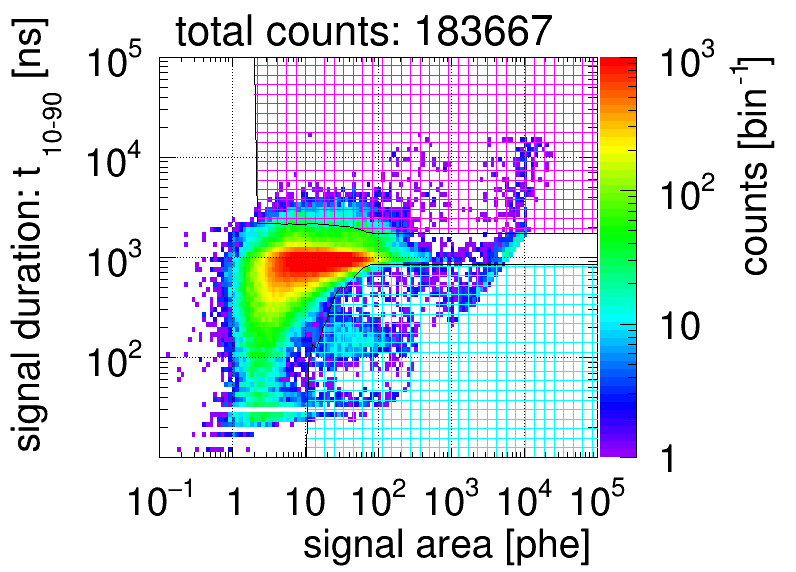 total counts: 183667
signal duration: t 10-90 [ns]
10^5
10^4
10^3
10^2
10^−1 1 10 10^2 10^3 10^4 10^5
signal area [phe]
10^3
10^2
10
1
counts [bin^-1]